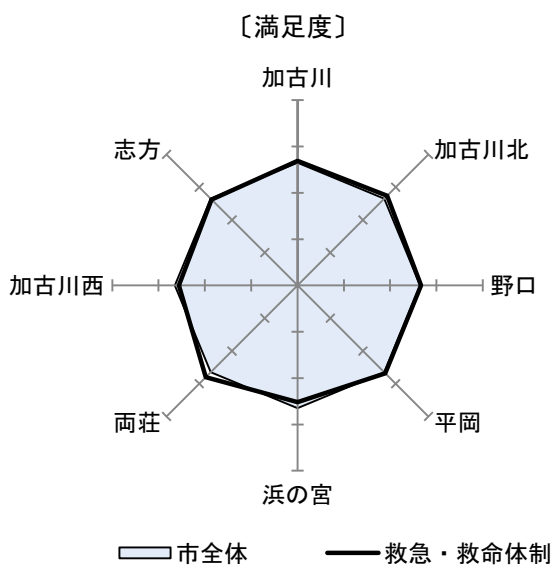 〔満足度〕
加古川
志方
加古川北
加古川西
野口
両荘
平岡
浜の宮
市全体 救急・救命体制